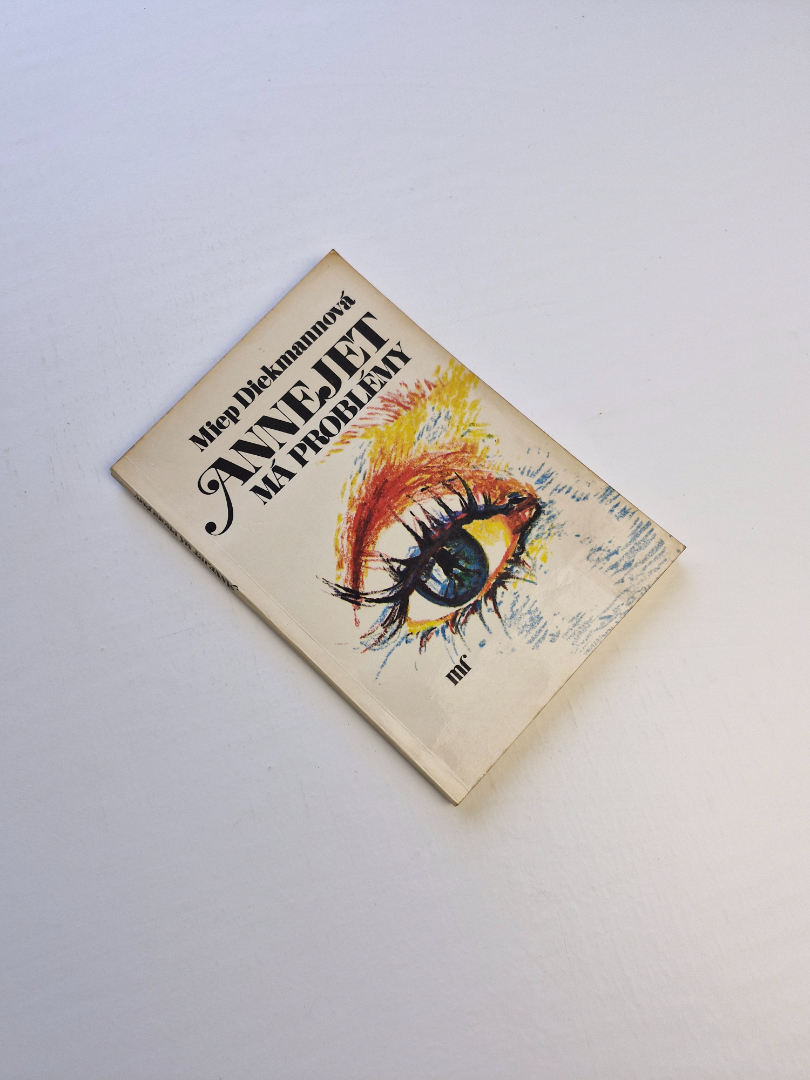 Miep Diekmannová
ANNEJET
MÁ PROBLÉMY
mf